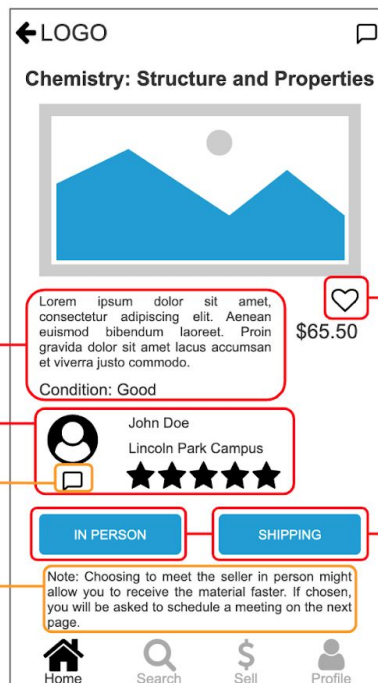 LOGO
Chemistry: Structure and Properties
Lorem ipsum dolor sit amet,
consectetur adipiscing elit. Aenean
euismod bibendum laoreet. Proin
gravida dolor sit amet lacus accumsan
et viverra justo commodo.
$65.50
Condition: Good
John Doe
Lincoln Park Campus
IN PERSON
SHIPPING
Note: Choosing to meet the seller in person might
allow you to receive the material faster. If chosen,
you will be asked to schedule a meeting on the next
page.
Home
Search
Sell
Profile